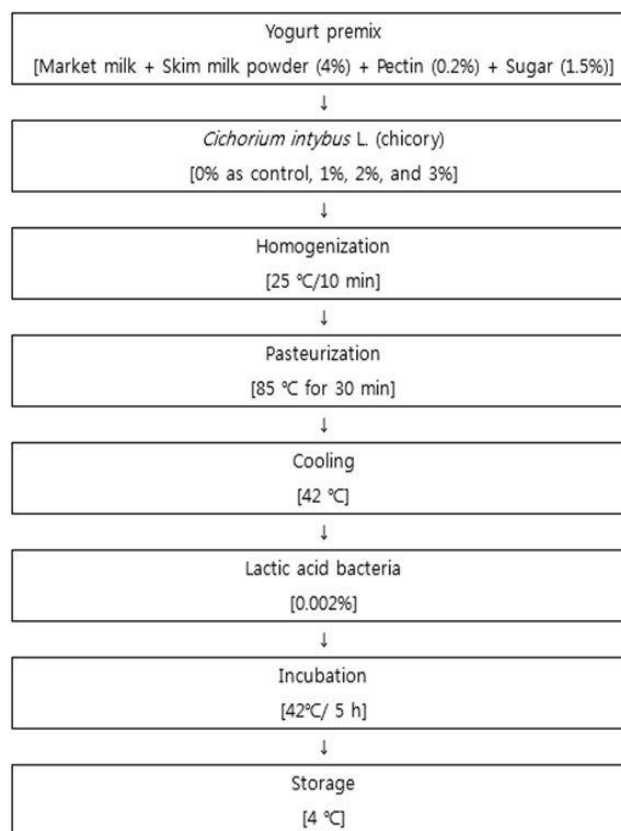 Yogurt premix
[Market milk + Skim milk powder (4%) + Pectin (0.2%) + Sugar (1.5%)]
↓
Cichorium intybus L. (chicory)
[0% as control, 1%, 2%, and 3%]
↓
Homogenization
[25 ℃/10 min]
↓
Pasteurization
[85 ℃ for 30 min]
↓
Cooling
[42 ℃]
↓
Lactic acid bacteria
[0.002%]
↓
Incubation
[42℃/ 5 h]
↓
Storage
[4 ℃]